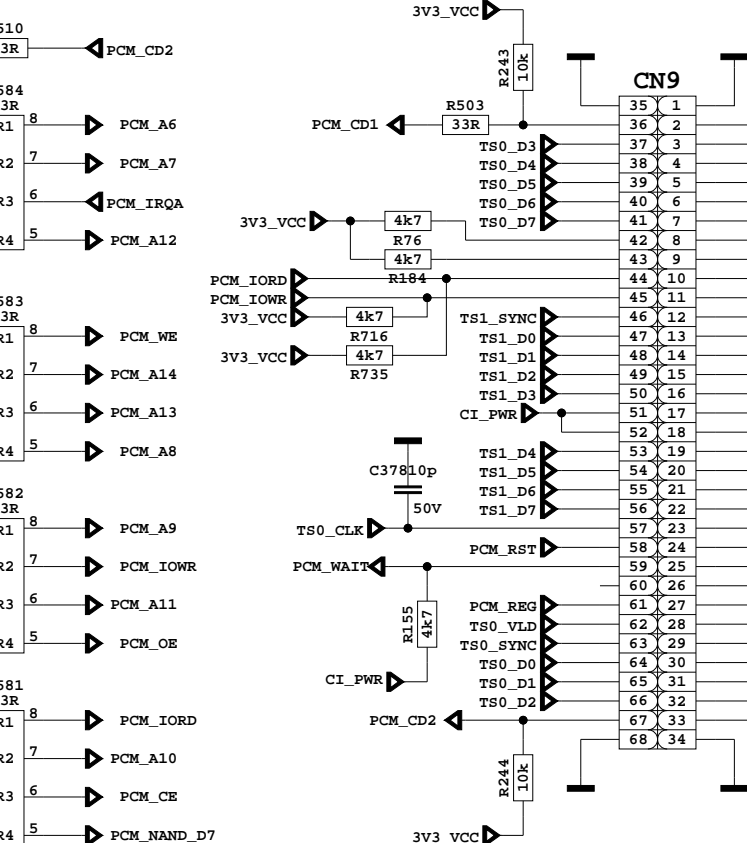 510
3R
PCM_CD2
584
3R
R1 8 PCM_A6
R2 7 PCM_A7
R3 6 PCM_IRQA
R4 5 PCM_A12
583
3R
R1 8 PCM_WE
R2 7 PCM_A14
R3 6 PCM_A13
R4 5 PCM_A8
582
3R
R1 8 PCM_A9
R2 7 PCM_IOWR
R3 6 PCM_A11
R4 5 PCM_OE
581
3R
R1 8 PCM_IORD
R2 7 PCM_A10
R3 6 PCM_CE
R4 5 PCM_NAND_D7
3V3_VCC
R243
10k
R503
PCM_CD1
33R
3V3_VCC
4k7
R76
4k7
R184
PCM_IORD
PCM_IOWR
3V3_VCC
4k7
R716
3V3_VCC
4k7
R735
C378
10p
50V
TS0_CLK
PCM_WAIT
R155
4k7
CI_PWR
PCM_CD2
R244
10k
3V3_VCC
CN9
35 1
36 2
TS0_D3 37 3
TS0_D4 38 4
TS0_D5 39 5
TS0_D6 40 6
TS0_D7 41 7
42 8
43 9
44 10
45 11
TS1_SYNC 46 12
TS1_D0 47 13
TS1_D1 48 14
TS1_D2 49 15
TS1_D3 50 16
CI_PWR 51 17
52 18
TS1_D4 53 19
TS1_D5 54 20
TS1_D6 55 21
TS1_D7 56 22
57 23
PCM_RST 58 24
59 25
60 26
PCM_REG 61 27
TS0_VLD 62 28
TS0_SYNC 63 29
TS0_D0 64 30
TS0_D1 65 31
TS0_D2 66 32
67 33
68 34